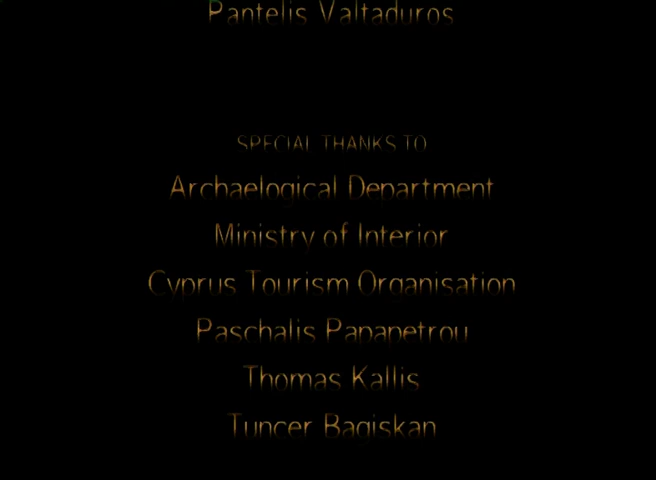 Pantelis Valtaduros
SPECIAL THANKS TO
Archaelogical Department
Ministry of Interior
Cyprus Tourism Organisation
Paschalis Papapetrou
Thomas Kallis
Tuncer Bagiskan